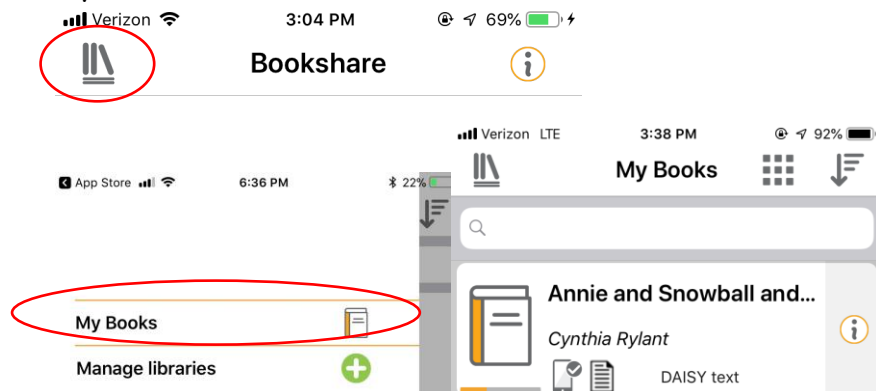 Verizon 3:04 PM 69%
Bookshare
App Store 6:36 PM 22%
My Books
Manage libraries
Verizon LTE 3:38 PM 92%
My Books
Annie and Snowball and...
Cynthia Rylant
DAISY text